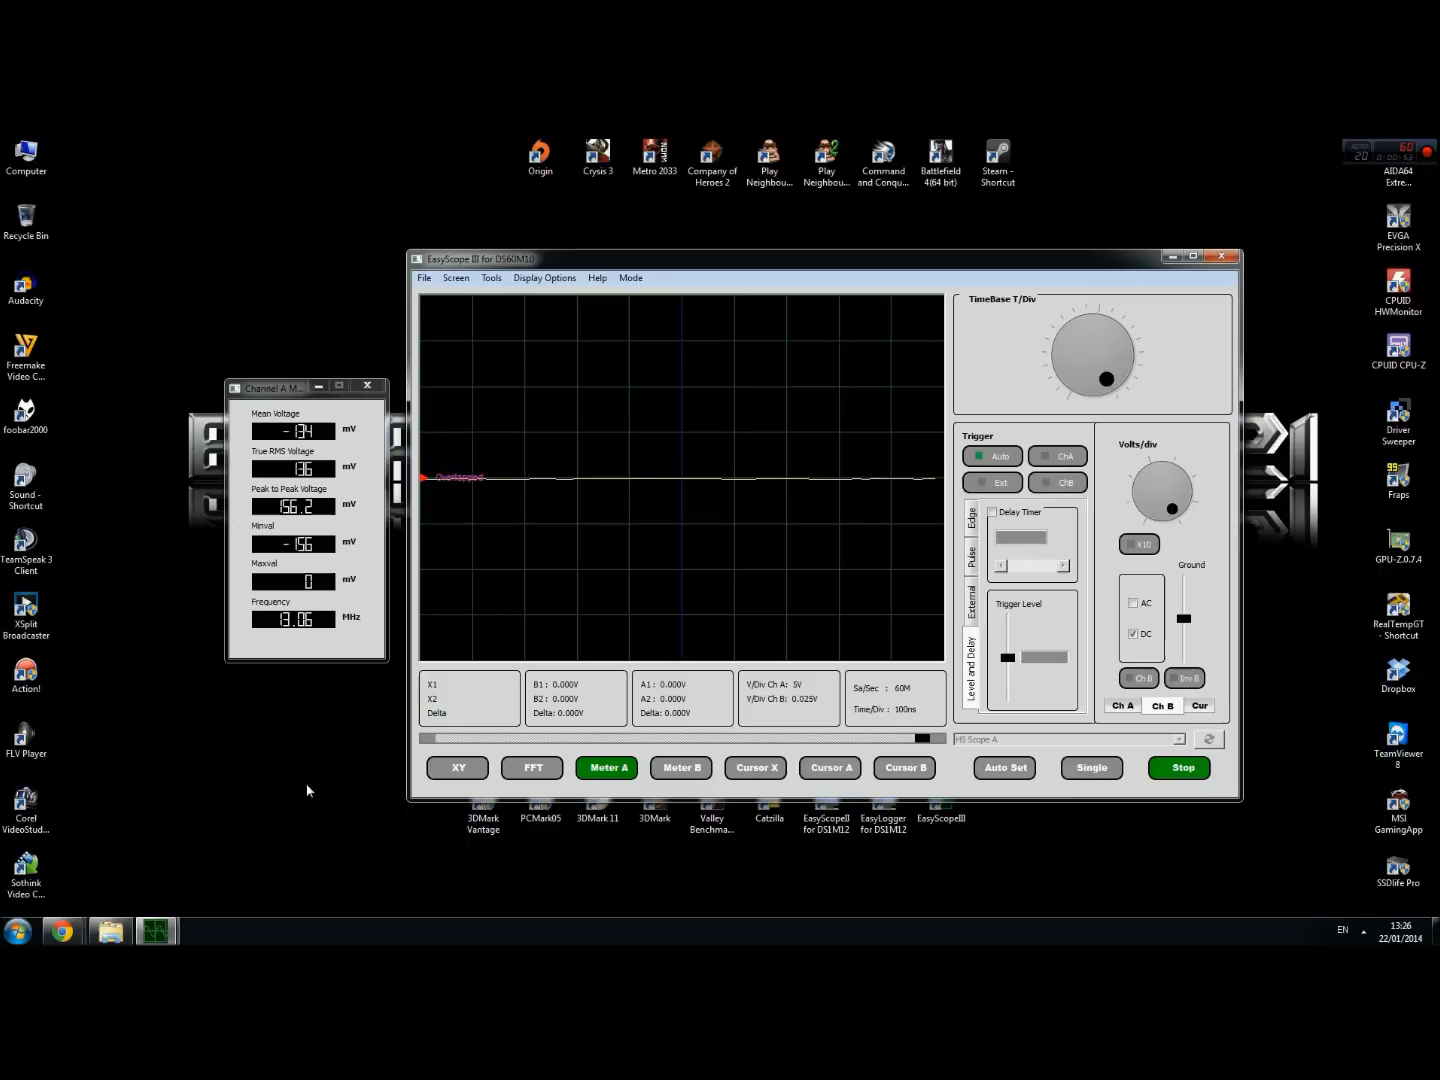 Computer
Recycle Bin
Audacity
Freemake
Video C...
foobar2000
Sound -
Shortcut
TeamSpeak 3
Client
XSplit
Broadcaster
Action!
FLV Player
Corel
VideoStud...
Sothink
Video C...
Origin
Crysis 3
Metro 2033
Company of
Heroes 2
Play
Neighbou...
Play
Neighbou...
Command
and Conqu...
Battlefield
4(64 bit)
Steam -
Shortcut
60
20 0:00:53
AIDA64
Extre...
EVGA
Precision X
CPUID
HWMonitor
CPUID CPU-Z
Driver
Sweeper
99
Fraps
GPU-Z.0.7.4
RealTempGT
- Shortcut
Dropbox
TeamViewer
8
MSI
GamingApp
SSDlife Pro
Channel A M...
Mean Voltage
-134 mV
True RMS Voltage
136 mV
Peak to Peak Voltage
156.2 mV
Minval
-156 mV
Maxval
0 mV
Frequency
13.06 MHz
EasyScope III for DS60M10
File Screen Tools Display Options Help Mode
Overlapped
TimeBase T/Div
Trigger
Auto ChA
Ext ChB
Edge
Pulse
External
Level and Delay
Delay Timer
Trigger Level
Volts/div
X10
Ground
AC
DC
Ch B Inv B
Ch A Ch B Cur
X1
X2
Delta
B1 : 0.000V
B2 : 0.000V
Delta: 0.000V
A1 : 0.000V
A2 : 0.000V
Delta: 0.000V
V/Div Ch A: 5V
V/Div Ch B: 0.025V
Sa/Sec : 60M
Time/Div : 100ns
HS Scope A
XY FFT Meter A Meter B Cursor X Cursor A Cursor B Auto Set Single Stop
3DMark
Vantage
PCMark05
3DMark 11
3DMark
Valley
Benchma...
Catzilla
EasyScopeII
for DS1M12
EasyLogger
for DS1M12
EasyScopeIII
EN
13:26
22/01/2014